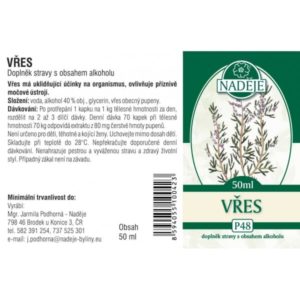 VŘES
Doplněk stravy s obsahem alkoholu
Vřes má uklidňující účinky na organismus, ovlivňuje příznivě
močové ústrojí.
Složení: voda, alkohol 40 % obj., glycerin, vřes obecný pupeny.
Dávkování: Po protřepání 1 kapku na 1 kg tělesné hmotnosti za den,
rozdělit na 2 až 3 dílčí dávky. Denní dávka 70 kapek při
tělesné hmotnosti 70 kg odpovídá extraktu z 80 mg čerstvé hmoty pupenů.
Není určeno pro děti, těhotné a kojící ženy. Uchovejte mimo dosah dětí.
Skladujte při teplotě do 28°C. Nepřekračujte doporučené denní
dávkování. Nenahrazuje pestrou a vyváženou stravu a zdravý životní
styl. Případný zákal není na závadu.
Minimální trvanlivost do:
Vyrábí:
Mgr. Jarmila Podhorná - Naděje
798 46 Brodek u Konice 3, ČR
tel. 582 391 254, 737 525 301
e: j.podhorna@nadeje-byliny.eu
Obsah
50 ml
8594055100423
NADĚJE
50ml
VŘES
P48
doplněk stravy s obsahem alkoholu